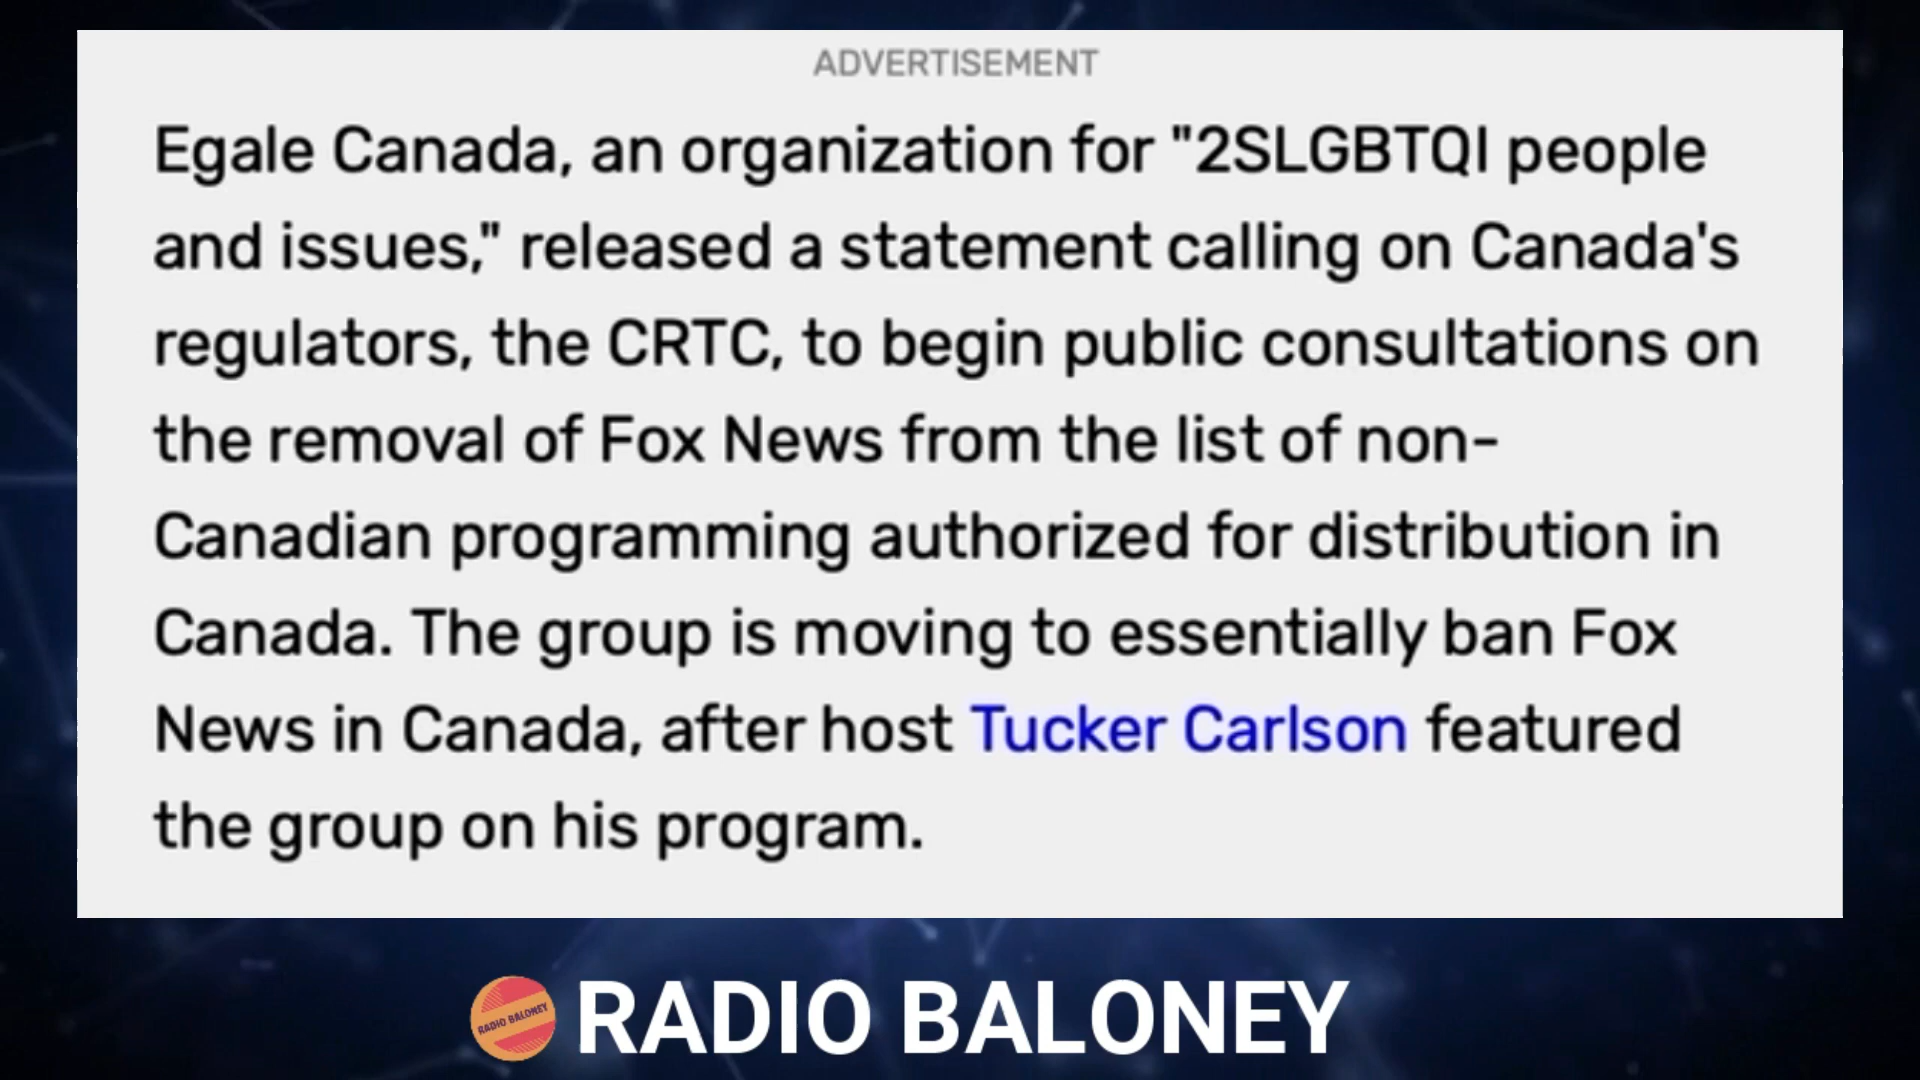 ADVERTISEMENT
Egale Canada, an organization for "2SLGBTQI people
and issues," released a statement calling on Canada's
regulators, the CRTC, to begin public consultations on
the removal of Fox News from the list of non-
Canadian programming authorized for distribution in
Canada. The group is moving to essentially ban Fox
News in Canada, after host Tucker Carlson featured
the group on his program.
RADIO BALONEY
RADIO BALONEY